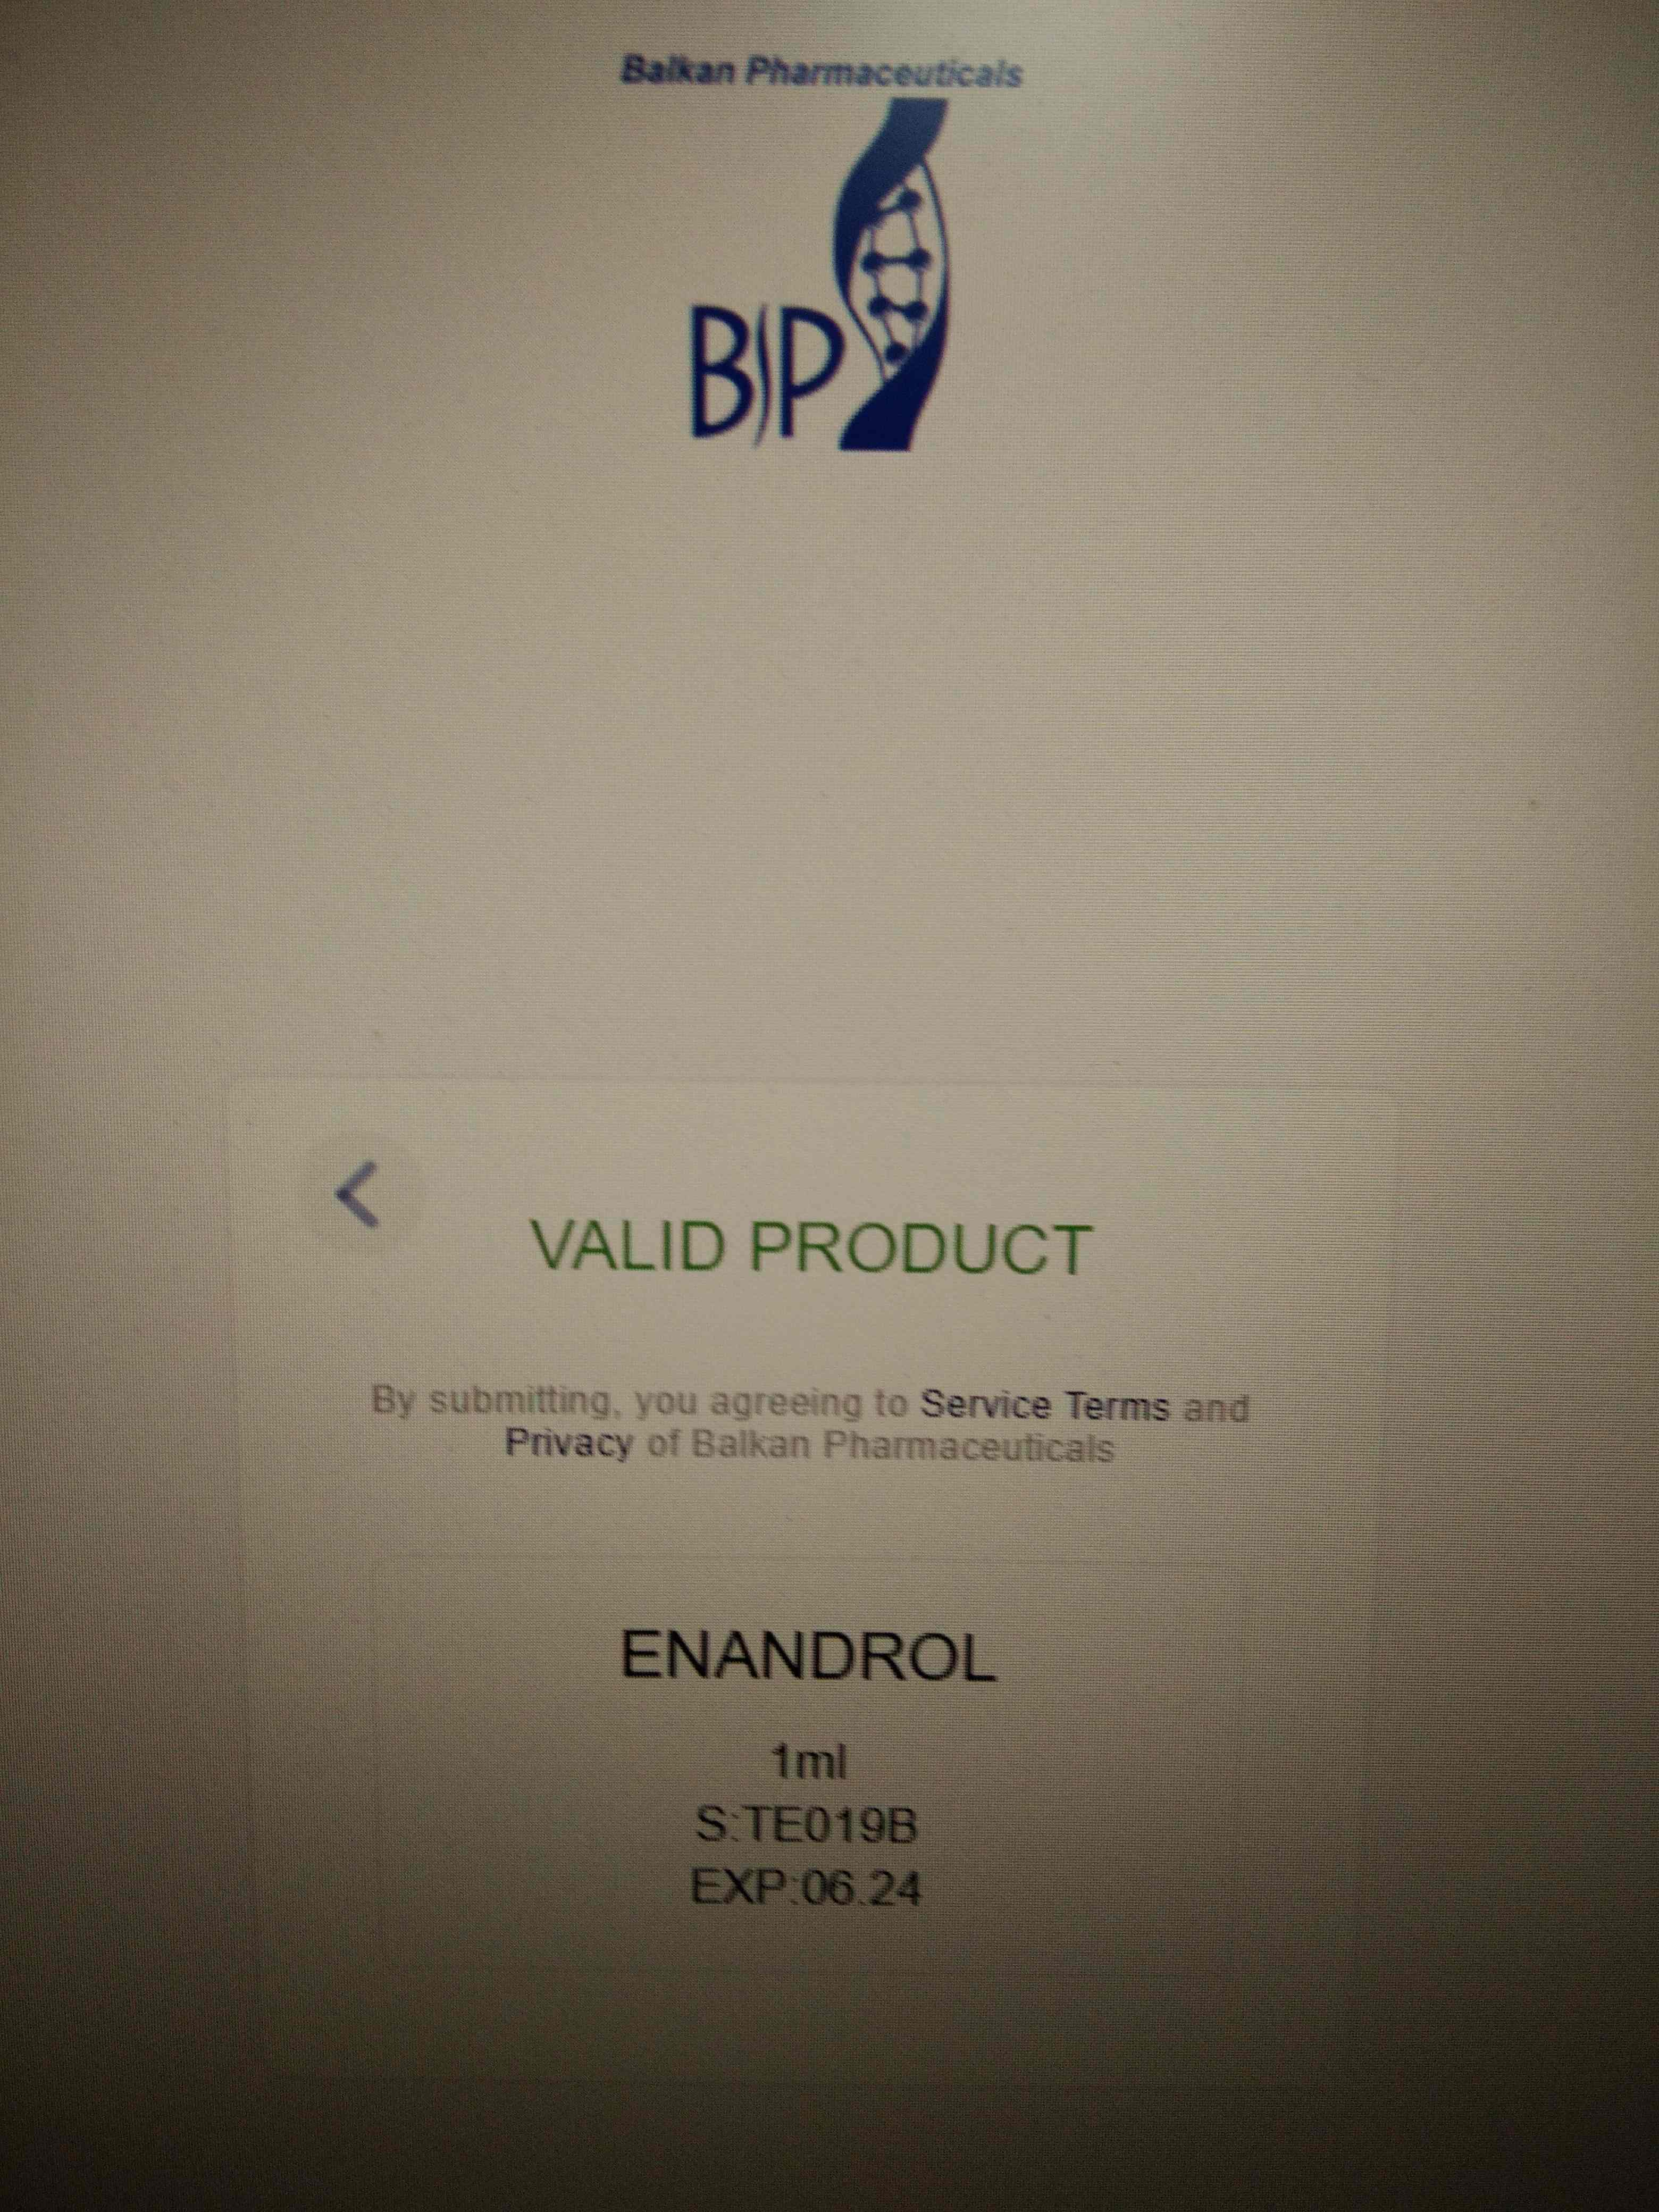 Balkan Pharmaceuticals
B|P
VALID PRODUCT
By submitting, you agreeing to Service Terms and
Privacy of Balkan Pharmaceuticals
ENANDROL
1ml
S:TE019B
EXP:06.24